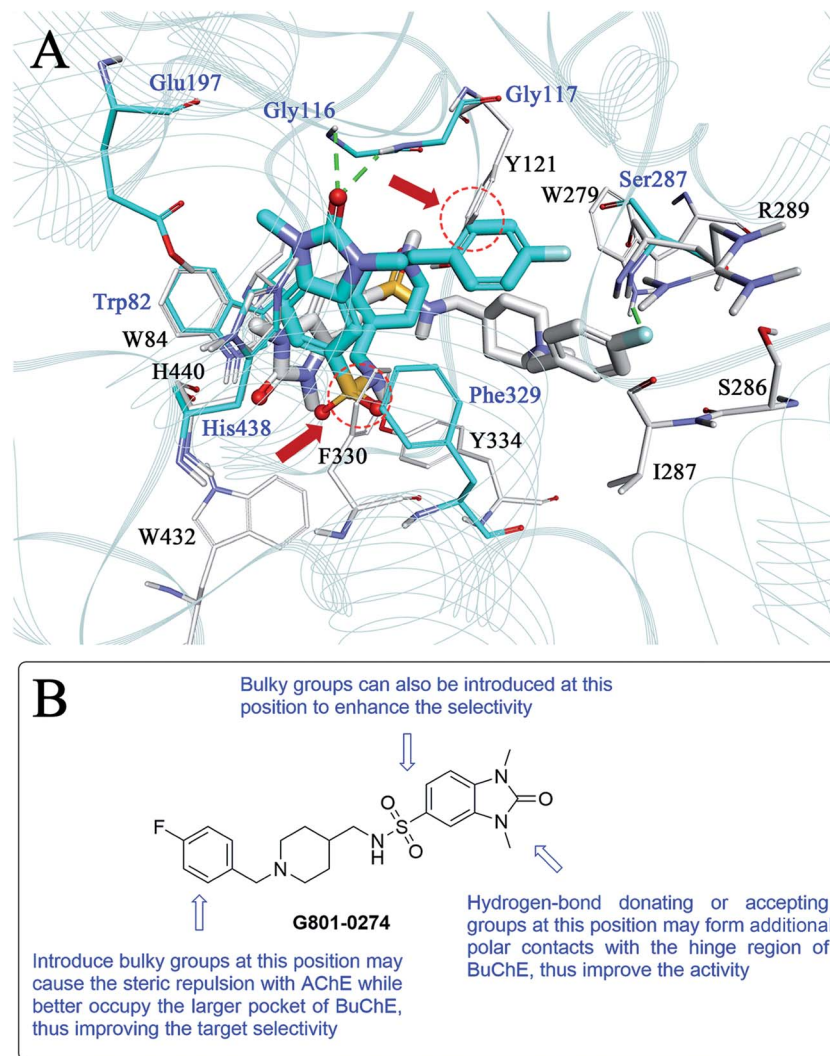 A
Glu197
Gly116
Gly117
Y121
W279
Ser287
R289
Trp82
W84
H440
His438
F330
Phe329
Y334
S286
I287
W432
B
Bulky groups can also be introduced at this
position to enhance the selectivity
N
O
N
O
S
O
N
H
N
F
G801-0274
Hydrogen-bond donating or accepting
groups at this position may form additional
polar contacts with the hinge region of
BuChE, thus improve the activity
Introduce bulky groups at this position may
cause the steric repulsion with AChE while
better occupy the larger pocket of BuChE,
thus improving the target selectivity